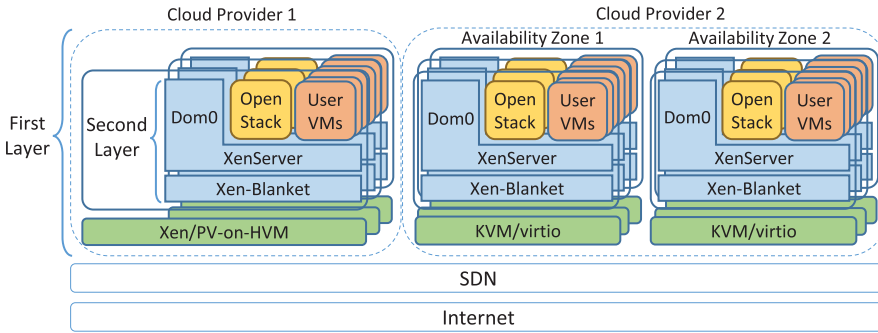 Cloud Provider 1
Cloud Provider 2
Availability Zone 1
Availability Zone 2
First
Layer
Second
Layer
Dom0
Open
Stack
User
VMs
XenServer
Xen-Blanket
Xen/PV-on-HVM
Dom0
Open
Stack
User
VMs
XenServer
Xen-Blanket
KVM/virtio
Dom0
Open
Stack
User
VMs
XenServer
Xen-Blanket
KVM/virtio
SDN
Internet